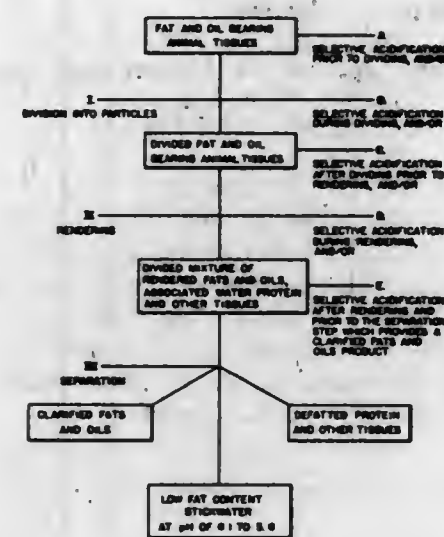 FAT AND OIL BEARING
ANIMAL TISSUES
A.
SELECTIVE ACIDIFICATION
PRIOR TO DIVIDING, AND/OR
I.
DIVISION INTO PARTICLES
B.
SELECTIVE ACIDIFICATION
DURING DIVIDING,
AND/OR
DIVIDED FAT AND OIL
BEARING ANIMAL TISSUES
C.
SELECTIVE ACIDIFICATION
AFTER DIVIDING PRIOR TO
RENDERING, AND/OR
II
RENDERING
D.
SELECTIVE ACIDIFICATION
DURING RENDERING,
AND/OR
DIVIDED MIXTURE OF
RENDERED FATS AND OILS,
ASSOCIATED WATER PROTEIN
AND OTHER TISSUES
E.
SELECTIVE ACIDIFICATION
AFTER RENDERING AND
PRIOR TO THE SEPARATION
STEP WHICH PROVIDES A
CLARIFIED FATS AND
OILS PRODUCT
III
SEPARATION
CLARIFIED FATS
AND OILS
DEFATTED PROTEIN
AND OTHER TISSUES
LOW FAT CONTENT
STICKWATER
AT pH OF TO